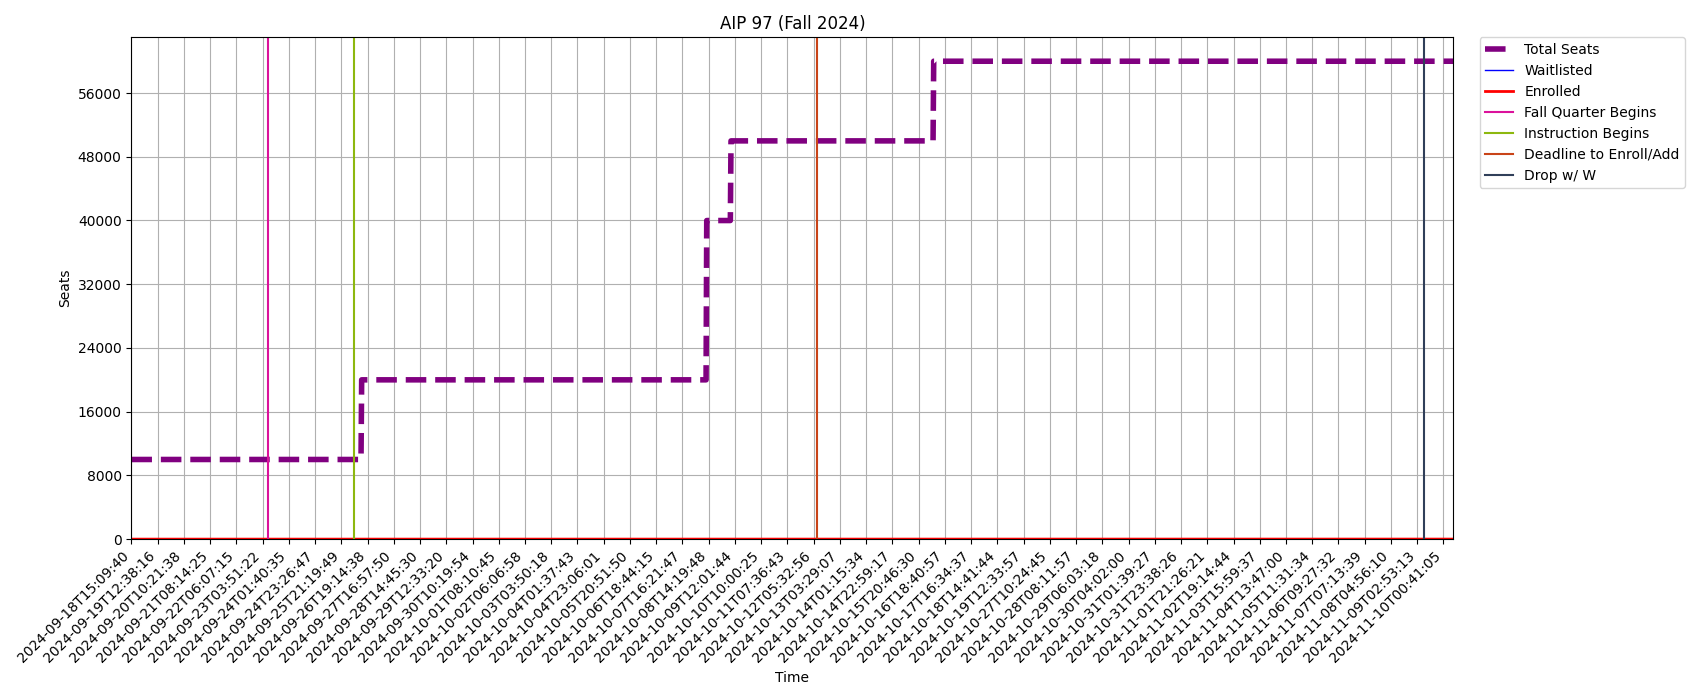 AIP 97 (Fall 2024)
Total Seats
Waitlisted
Enrolled
Fall Quarter Begins
Instruction Begins
Deadline to Enroll/Add
Drop w/ W
Seats
56000
48000
40000
32000
24000
16000
8000
0
2024-09-18T15:09:40
2024-09-19T12:38:16
2024-09-20T10:21:38
2024-09-21T08:14:25
2024-09-22T06:07:15
2024-09-23T03:51:22
2024-09-24T01:40:35
2024-09-24T23:26:47
2024-09-25T21:19:49
2024-09-26T19:14:38
2024-09-27T16:57:50
2024-09-28T14:45:30
2024-09-29T12:33:20
2024-09-30T10:19:54
2024-10-01T08:10:45
2024-10-02T06:06:58
2024-10-03T03:50:18
2024-10-04T01:37:43
2024-10-04T23:06:01
2024-10-05T20:51:50
2024-10-06T18:44:15
2024-10-07T16:21:47
2024-10-08T14:19:48
2024-10-09T12:01:44
2024-10-10T10:00:25
2024-10-11T07:36:43
2024-10-12T05:32:56
2024-10-13T03:29:07
2024-10-14T01:15:34
2024-10-14T22:59:17
2024-10-15T20:46:30
2024-10-16T18:40:57
2024-10-17T16:34:37
2024-10-18T14:41:44
2024-10-19T12:33:57
2024-10-27T10:24:45
2024-10-28T08:11:57
2024-10-29T06:03:18
2024-10-30T04:02:00
2024-10-31T01:39:27
2024-10-31T23:38:26
2024-11-01T21:26:21
2024-11-02T19:14:44
2024-11-03T15:59:37
2024-11-04T13:47:00
2024-11-05T11:31:34
2024-11-06T09:27:32
2024-11-07T07:13:39
2024-11-08T04:56:10
2024-11-09T02:53:13
2024-11-10T00:41:05
Time